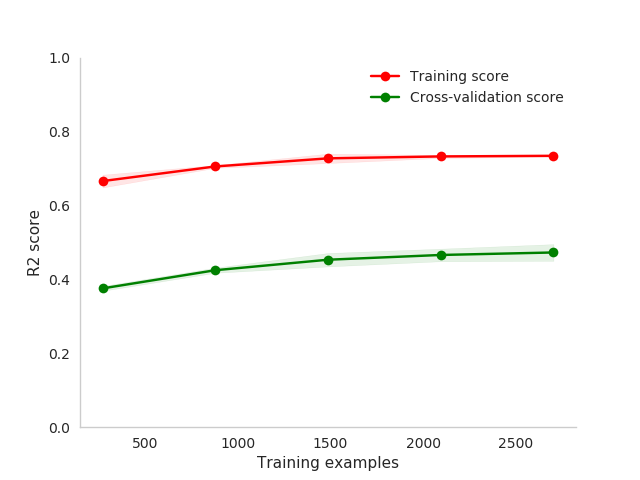 1.0
0.8
0.6
0.4
0.2
0.0
R2 score
Training score
Cross-validation score
500 1000 1500 2000 2500
Training examples